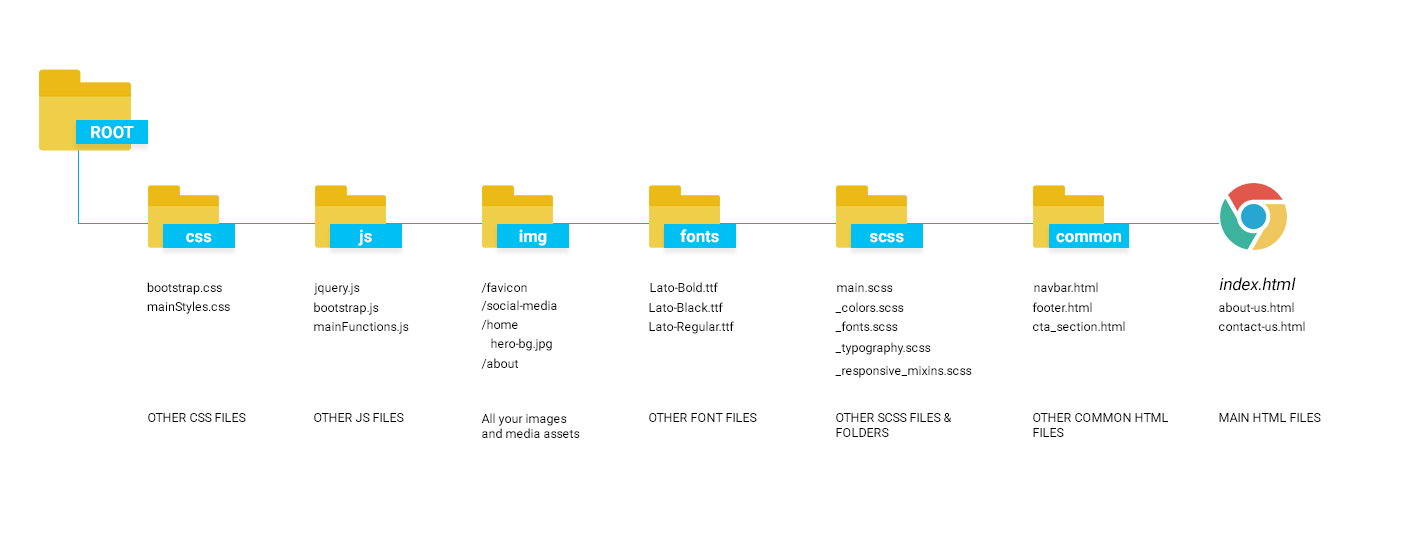 ROOT
css
js
img
fonts
scss
common
bootstrap.css
mainStyles.css
OTHER CSS FILES
jquery.js
bootstrap.js
mainFunctions.js
OTHER JS FILES
/favicon
/social-media
/home
hero-bg.jpg
/about
All your images
and media assets
Lato-Bold.ttf
Lato-Black.ttf
Lato-Regular.ttf
OTHER FONT FILES
main.scss
_colors.scss
_fonts.scss
_typography.scss
_responsive_mixins.scss
OTHER SCSS FILES &
FOLDERS
navbar.html
footer.html
cta_section.html
OTHER COMMON HTML
FILES
index.html
about-us.html
contact-us.html
MAIN HTML FILES